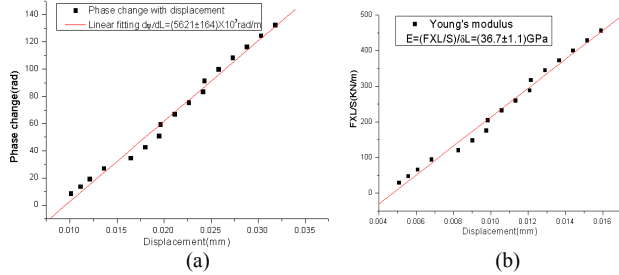 Phase change with displacement
Linear fitting dφ/dL=(5621±164)X10³rad/m
Phase change(rad)
140
120
100
80
60
40
20
0
0.010
0.015
0.020
0.025
0.030
0.035
Displacement(mm)
(a)
Young's modulus
E=(FXL/S)/δL=(36.7±1.1)GPa
FXL/S(KN/m)
500
400
300
200
100
0
0.004
0.006
0.008
0.010
0.012
0.014
0.016
Displacement(mm)
(b)